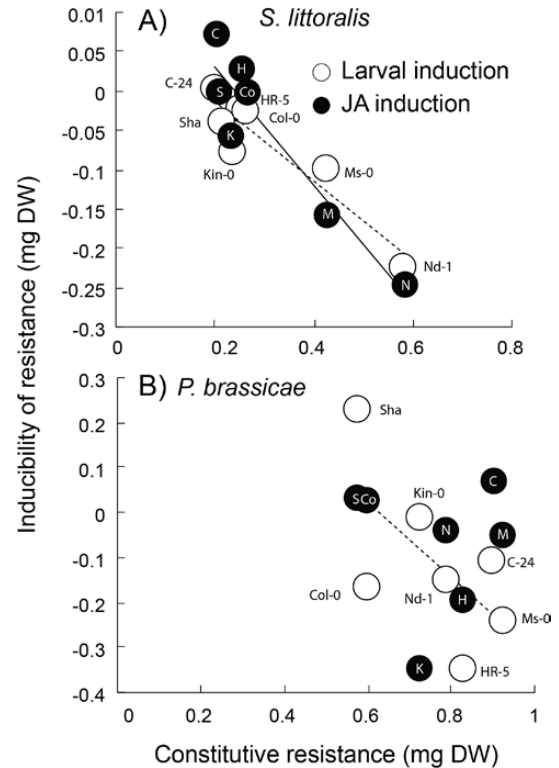 A) S. littoralis
Larval induction
JA induction
0.01
0.05
0
-0.05
-0.1
-0.15
-0.2
-0.25
-0.3
0 0.2 0.4 0.6 0.8
C
H
C-24
S Co
HR-5
Col-0
Sha
K
Kin-0
Ms-0
M
Nd-1
N
Inducibility of resistance (mg DW)
B) P. brassicae
0.3
0.2
0.1
0
-0.1
-0.2
-0.3
-0.4
0 0.2 0.4 0.6 0.8 1
Sha
S Co
Kin-0
C
N
M
C-24
Col-0
Nd-1
H
Ms-0
K
HR-5
Constitutive resistance (mg DW)